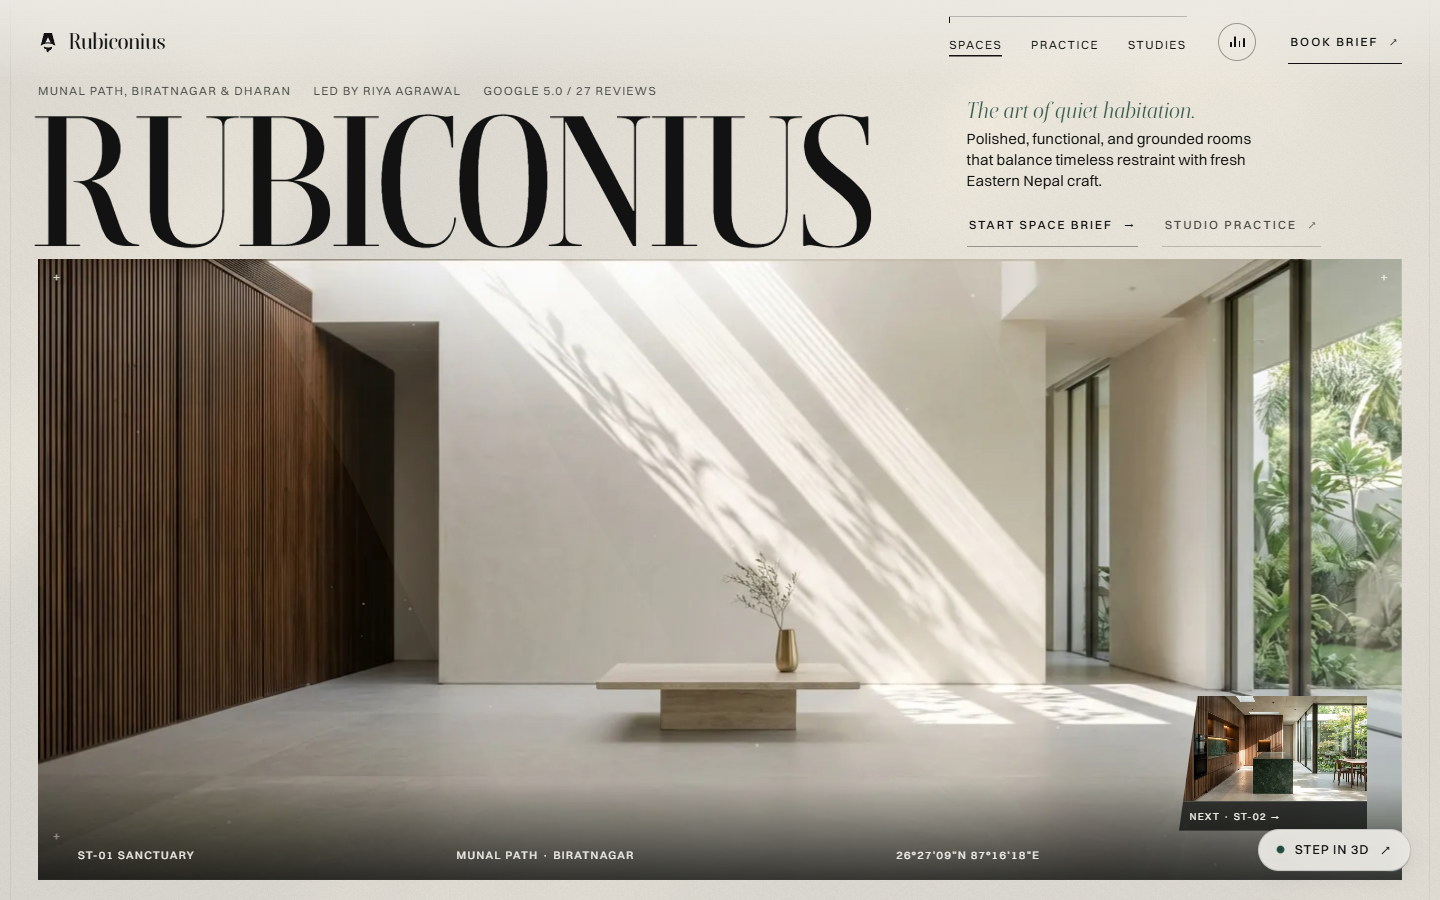 Rubiconius
SPACES PRACTICE STUDIES
BOOK BRIEF ↗
MUNAL PATH, BIRATNAGAR & DHARAN LED BY RIYA AGRAWAL GOOGLE 5.0 / 27 REVIEWS
RUBICONIUS
The art of quiet habitation.
Polished, functional, and grounded rooms
that balance timeless restraint with fresh
Eastern Nepal craft.
START SPACE BRIEF → STUDIO PRACTICE ↗
NEXT · ST-02 →
ST-01 SANCTUARY MUNAL PATH · BIRATNAGAR 26°27'09"N 87°16'18"E
STEP IN 3D ↗